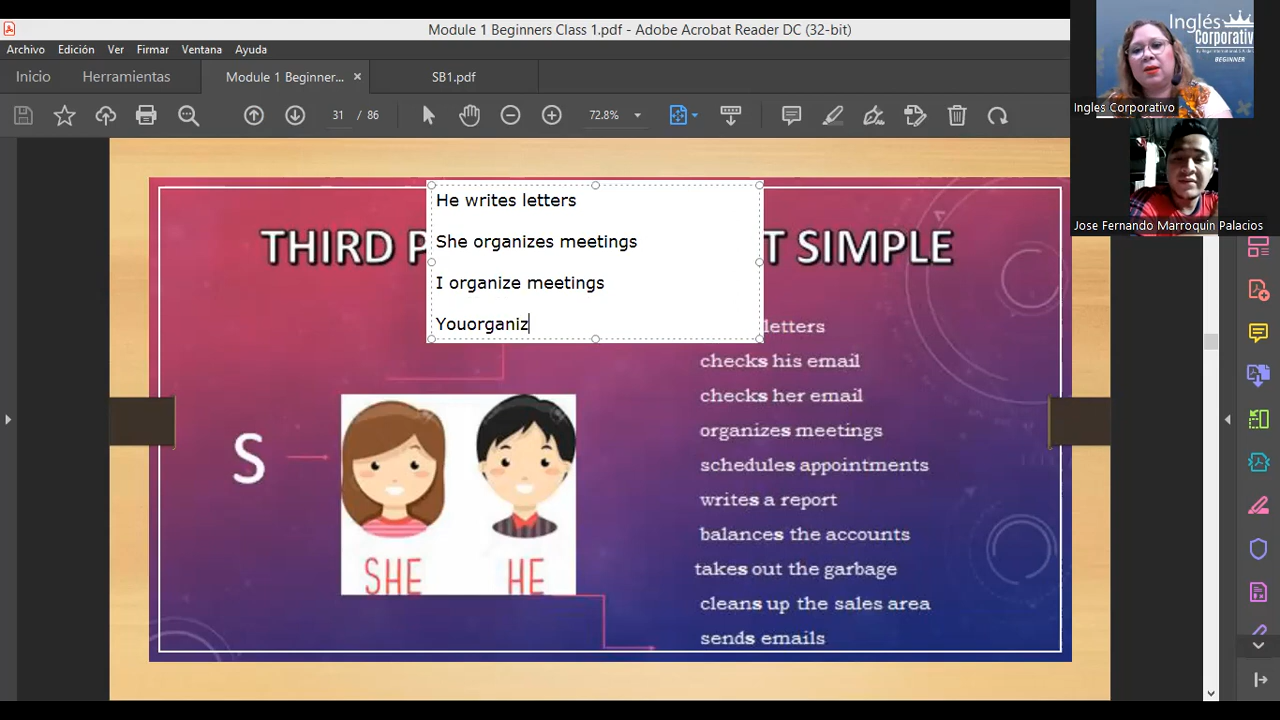 Module 1 Beginners Class 1.pdf - Adobe Acrobat Reader DC (32-bit)
Archivo Edición Ver Firmar Ventana Ayuda
Inicio Herramientas Module 1 Beginner... × SB1.pdf
31 / 86 72.8%
Inglés
Corporativo
BEGINNER
Ingles Corporativo
Jose Fernando Marroquin Palacios
He writes letters
She organizes meetings
I organize meetings
Youorganiz
THIRD P T SIMPLE
letters
checks his email
checks her email
organizes meetings
schedules appointments
writes a report
balances the accounts
takes out the garbage
cleans up the sales area
sends emails
S
SHE HE